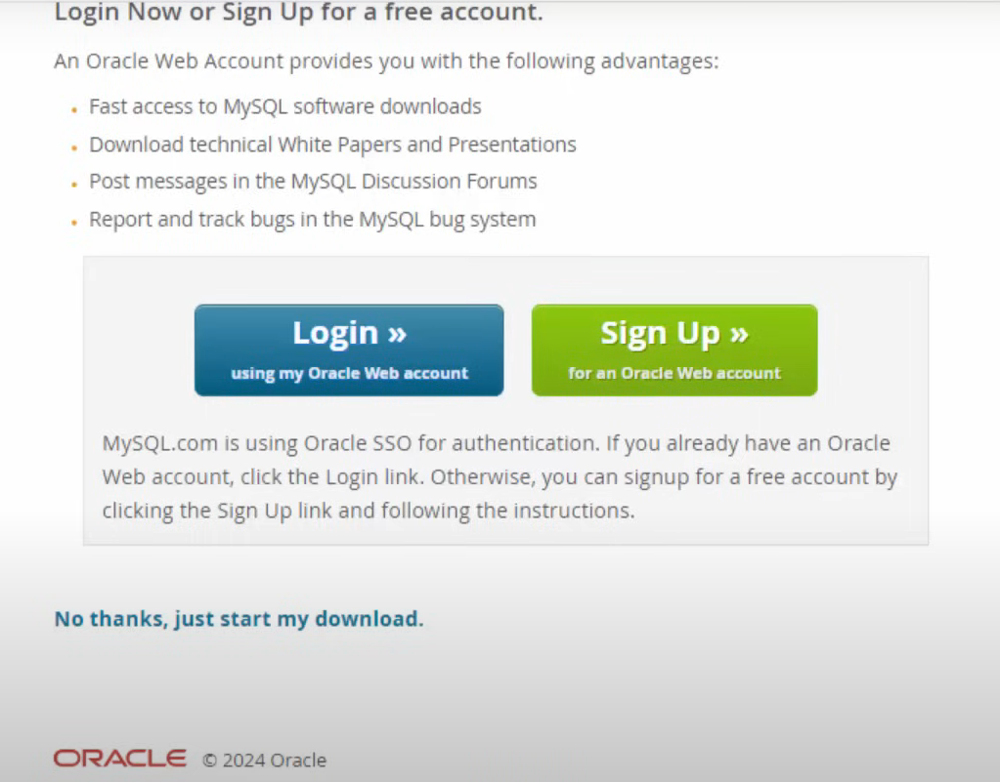 Login Now or Sign Up for a free account.
An Oracle Web Account provides you with the following advantages:
Fast access to MySQL software downloads
Download technical White Papers and Presentations
Post messages in the MySQL Discussion Forums
Report and track bugs in the MySQL bug system
Login »
using my Oracle Web account
Sign Up »
for an Oracle Web account
MySQL.com is using Oracle SSO for authentication. If you already have an Oracle
Web account, click the Login link. Otherwise, you can signup for a free account by
clicking the Sign Up link and following the instructions.
No thanks, just start my download.
ORACLE © 2024 Oracle